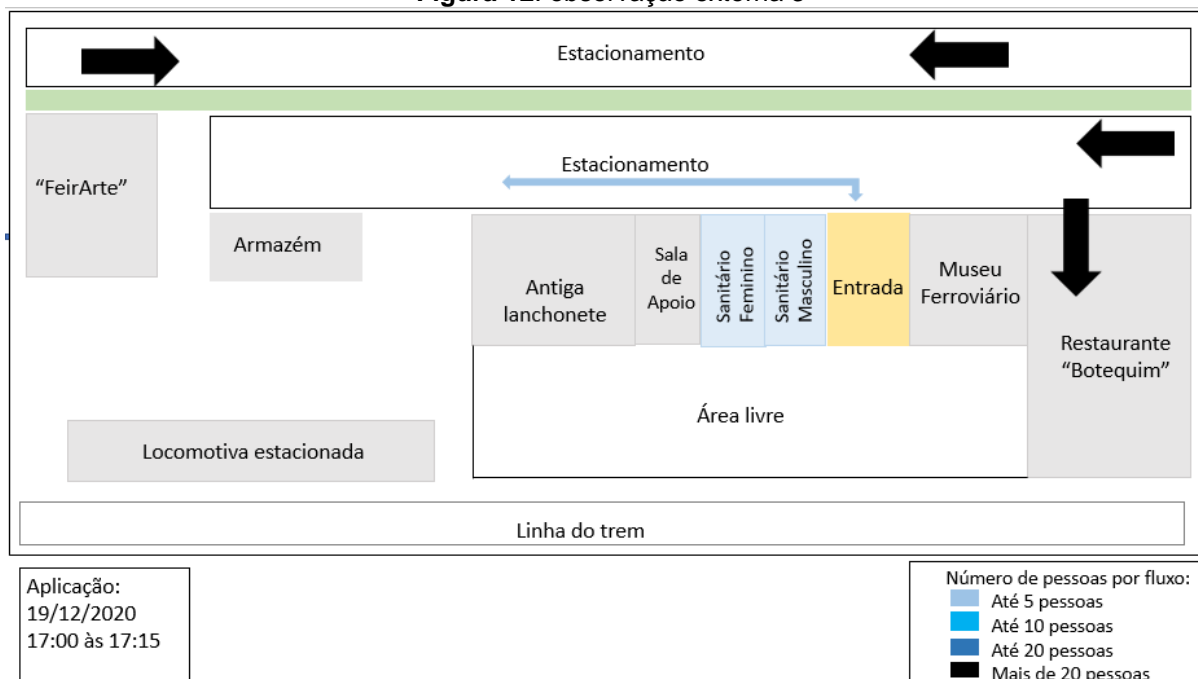 Estacionamento
Estacionamento
“FeirArte”
Armazém
Antiga
lanchonete
Sala
de
Apoio
Sanitário
Feminino
Sanitário
Masculino
Entrada
Museu
Ferroviário
Restaurante
“Botequim”
Área livre
Locomotiva estacionada
Linha do trem
Aplicação:
19/12/2020
17:00 às 17:15
Número de pessoas por fluxo:
Até 5 pessoas
Até 10 pessoas
Até 20 pessoas
Mais de 20 pessoas